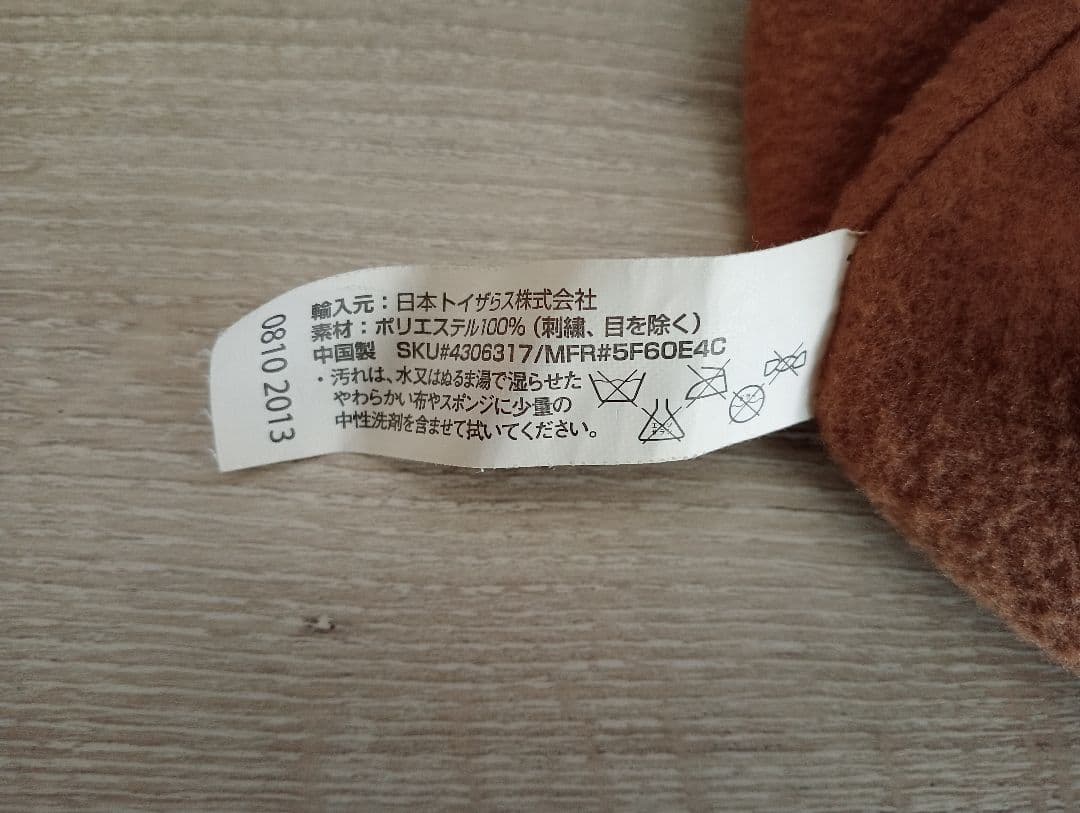 輸入元：日本トイザらス株式会社
素材：ポリエステル100%（刺繍、目を除く）
中国製 SKU#4306317/MFR#5F60E4C
・汚れは、水又はぬるま湯で湿らせた
やわらかい布やスポンジに少量の
中性洗剤を含ませて拭いてください。
0810 2013